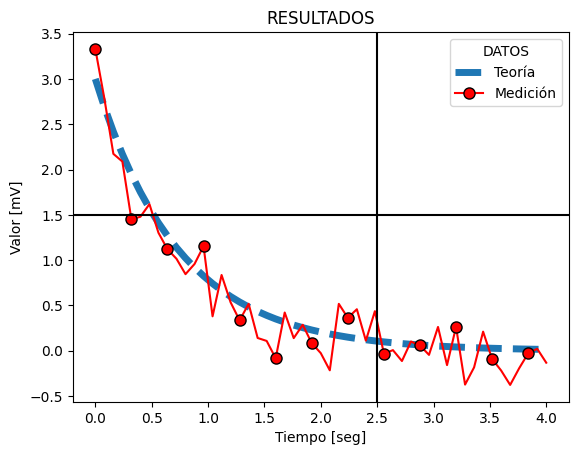 RESULTADOS
DATOS
Teoría
Medición
Valor [mV]
3.5
3.0
2.5
2.0
1.5
1.0
0.5
0.0
−0.5
0.0 0.5 1.0 1.5 2.0 2.5 3.0 3.5 4.0
Tiempo [seg]